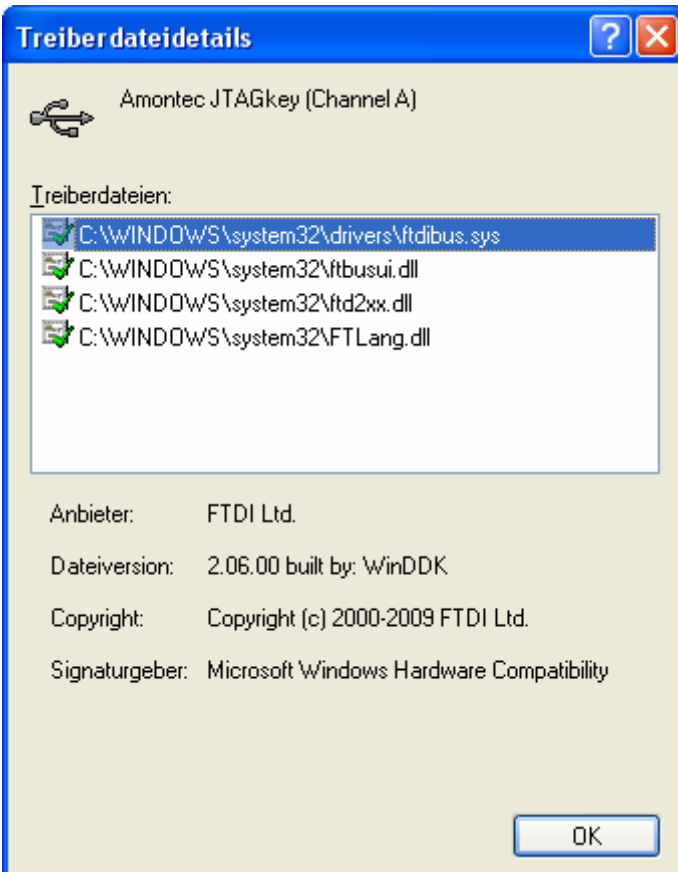 Treiberdateidetails
Amontec JTAGkey (Channel A)
Treiberdateien:
C:\WINDOWS\system32\drivers\ftdibus.sys
C:\WINDOWS\system32\ftbusui.dll
C:\WINDOWS\system32\ftd2xx.dll
C:\WINDOWS\system32\FTLang.dll
Anbieter: FTDI Ltd.
Dateiversion: 2.06.00 built by: WinDDK
Copyright: Copyright (c) 2000-2009 FTDI Ltd.
Signaturgeber: Microsoft Windows Hardware Compatibility
OK